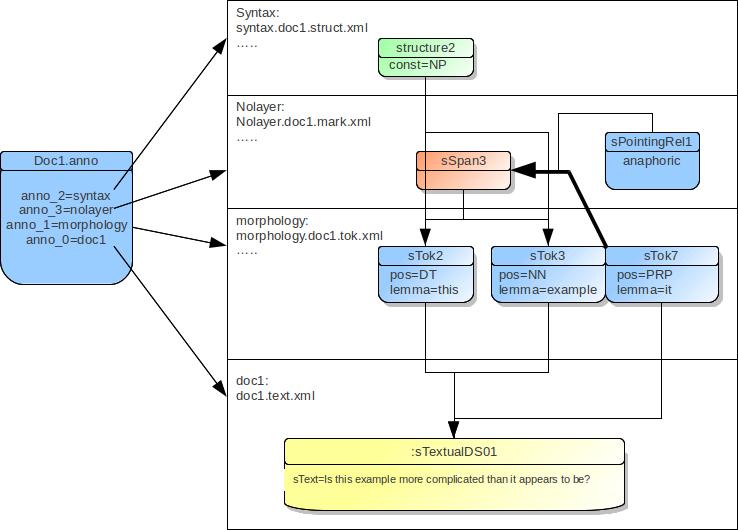 Syntax:
syntax.doc1.struct.xml
.....
structure2
const=NP
Nolayer:
Nolayer.doc1.mark.xml
.....
sSpan3
sPointingRel1
anaphoric
Doc1.anno
anno_2=syntax
anno_3=nolayer
anno_1=morphology
anno_0=doc1
morphology:
morphology.doc1.tok.xml
.....
sTok2
pos=DT
lemma=this
sTok3
pos=NN
lemma=example
sTok7
pos=PRP
lemma=it
doc1:
doc1.text.xml
:sTextualDS01
sText=Is this example more complicated than it appears to be?